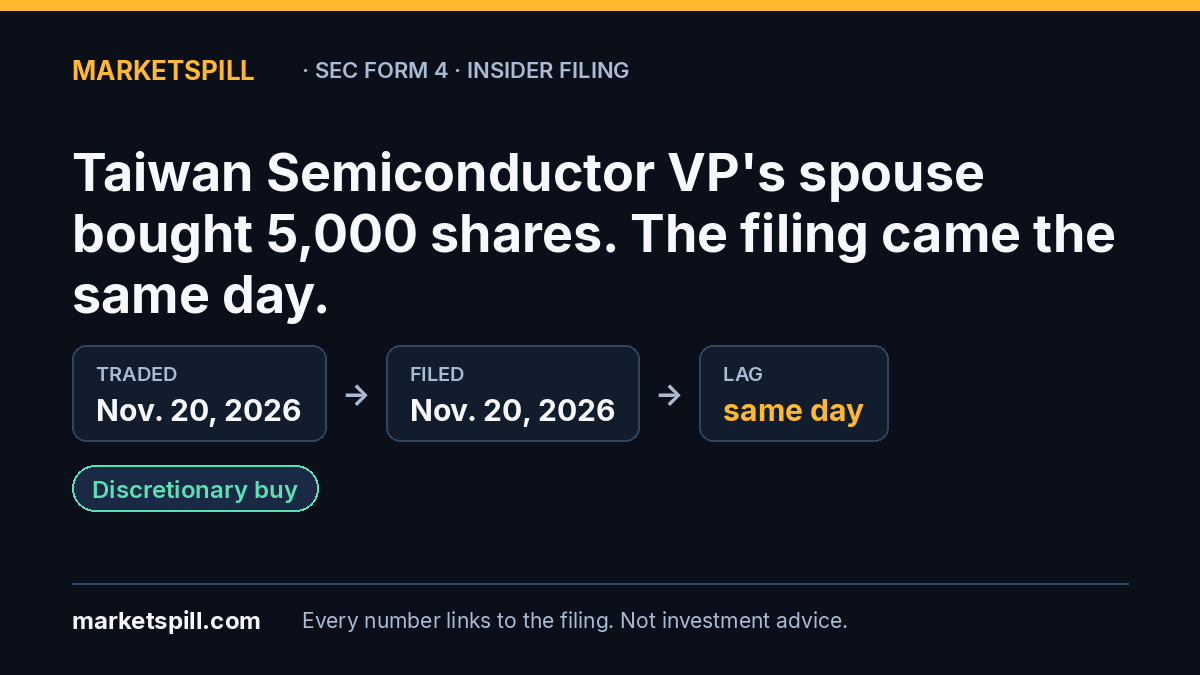 MARKETSPILL · SEC FORM 4 · INSIDER FILING
Taiwan Semiconductor VP's spouse
bought 5,000 shares. The filing came the
same day.
TRADED → FILED → LAG
Nov. 20, 2026 Nov. 20, 2026 same day
Discretionary buy
marketspill.com Every number links to the filing. Not investment advice.